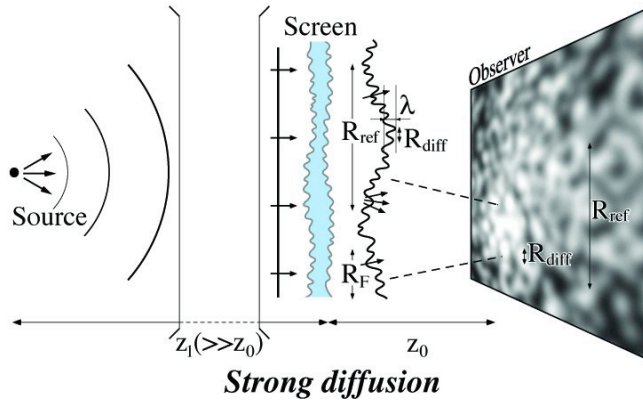 Screen
Observer
λ
R_ref
R_diff
Source
R_ref
R_diff
R_F
z_1(>>z_0)
z_0
Strong diffusion